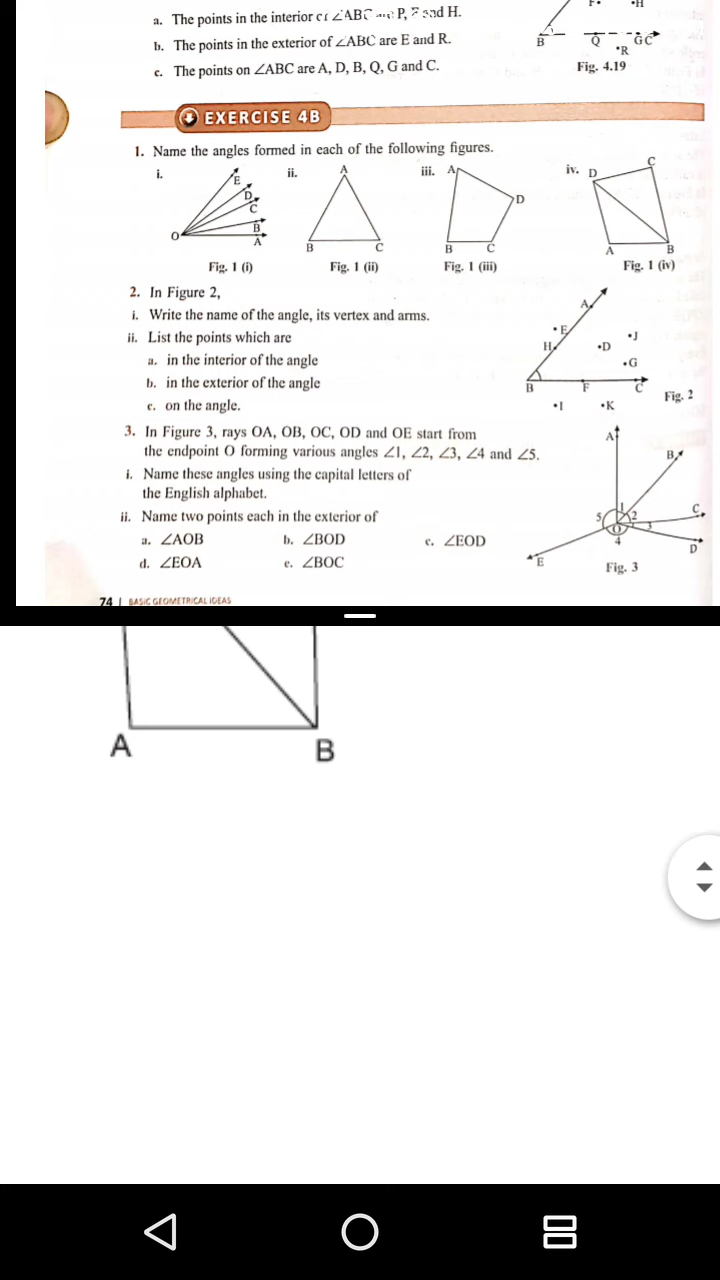 a. The points in the interior of ∠ABC are P, F and H.
b. The points in the exterior of ∠ABC are E and R.
c. The points on ∠ABC are A, D, B, Q, G and C.
•H
B Q GC
•R
Fig. 4.19
EXERCISE 4B
1. Name the angles formed in each of the following figures.
i. ii. iii. iv.
E D C B A O
A B C
A B C D
D C A B
Fig. 1 (i) Fig. 1 (ii) Fig. 1 (iii) Fig. 1 (iv)
2. In Figure 2,
i. Write the name of the angle, its vertex and arms.
ii. List the points which are
a. in the interior of the angle
b. in the exterior of the angle
c. on the angle.
A
•E
•J
H
•D
•G
B F C
•I •K
Fig. 2
3. In Figure 3, rays OA, OB, OC, OD and OE start from
the endpoint O forming various angles ∠1, ∠2, ∠3, ∠4 and ∠5.
i. Name these angles using the capital letters of
the English alphabet.
ii. Name two points each in the exterior of
a. ∠AOB b. ∠BOD c. ∠EOD
d. ∠EOA e. ∠BOC
A
B
C
1
5 2
O 3
4
D
E
Fig. 3
74 | BASIC GEOMETRICAL IDEAS
A B